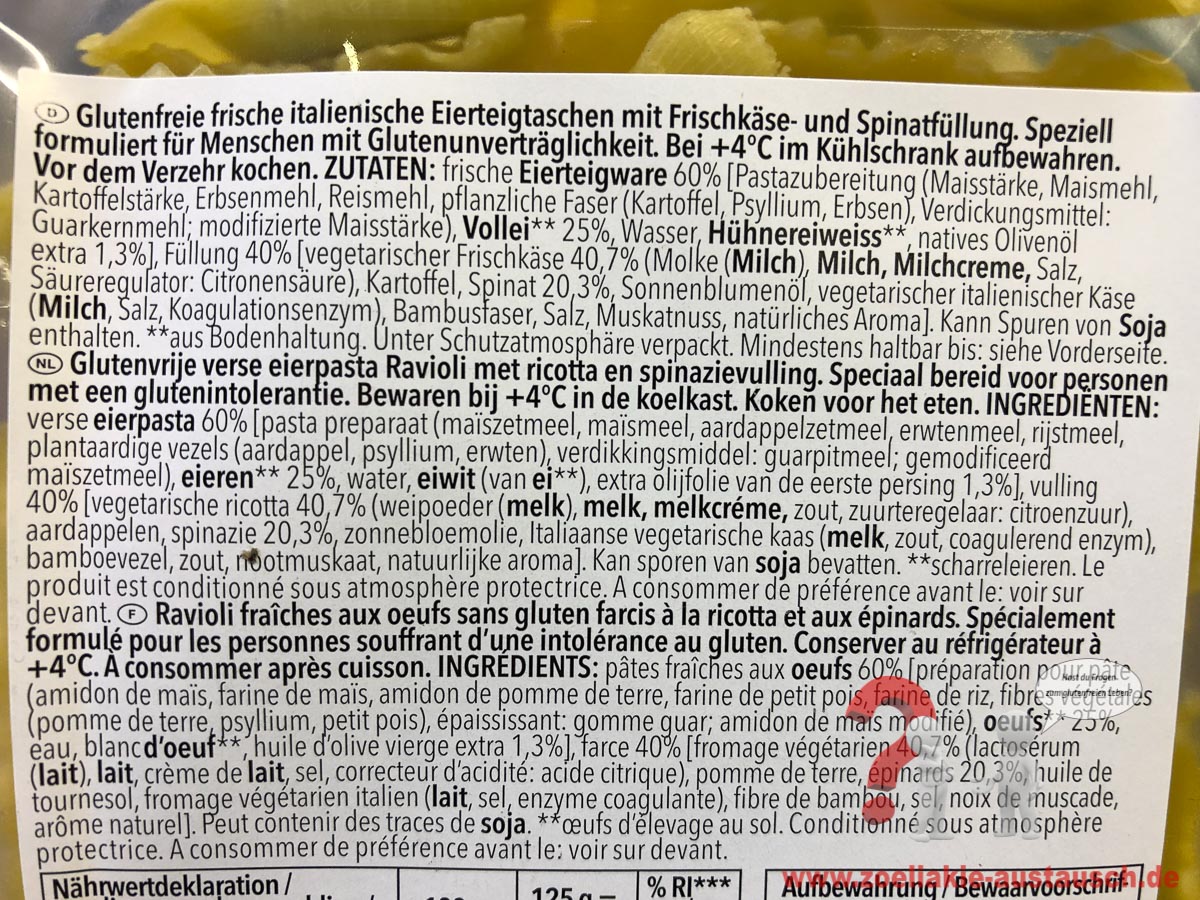 D Glutenfreie frische italienische Eierteigtaschen mit Frischkäse- und Spinatfüllung. Speziell
formuliert für Menschen mit Glutenunverträglichkeit. Bei +4°C im Kühlschrank aufbewahren.
Vor dem Verzehr kochen. ZUTATEN: frische Eierteigware 60% [Pastazubereitung (Maisstärke, Maismehl,
Kartoffelstärke, Erbsenmehl, Reismehl, pflanzliche Faser (Kartoffel, Psyllium, Erbsen), Verdickungsmittel:
Guarkernmehl; modifizierte Maisstärke), Vollei** 25%, Wasser, Hühnereiweiss**, natives Olivenöl
extra 1,3%], Füllung 40% [vegetarischer Frischkäse 40,7% (Molke (Milch), Milch, Milchcreme, Salz,
Säureregulator: Citronensäure), Kartoffel, Spinat 20,3%, Sonnenblumenöl, vegetarischer italienischer Käse
(Milch, Salz, Koagulationsenzym), Bambusfaser, Salz, Muskatnuss, natürliches Aroma]. Kann Spuren von Soja
enthalten. **aus Bodenhaltung. Unter Schutzatmosphäre verpackt. Mindestens haltbar bis: siehe Vorderseite.
NL Glutenvrije verse eierpasta Ravioli met ricotta en spinazievulling. Speciaal bereid voor personen
met een glutenintolerantie. Bewaren bij +4°C in de koelkast. Koken voor het eten. INGREDIËNTEN:
verse eierpasta 60% [pasta preparaat (maïszetmeel, maïsmeel, aardappelzetmeel, erwtenmeel, rijstmeel,
plantaardige vezels (aardappel, psyllium, erwten), verdikkingsmiddel: guarpitmeel; gemodificeerd
maïszetmeel), eieren** 25%, water, eiwit (van ei**), extra olijfolie van de eerste persing 1,3%], vulling
40% [vegetarische ricotta 40,7% (weipoeder (melk), melk, melkcréme, zout, zuurteregelaar: citroenzuur),
aardappelen, spinazie 20,3%, zonnebloemolie, Italiaanse vegetarische kaas (melk, zout, coagulerend enzym),
bamboevezel, zout, nootmuskaat, natuurlijke aroma]. Kan sporen van soja bevatten. **scharreleieren. Le
produit est conditionné sous atmosphère protectrice. A consommer de préférence avant le: voir sur
devant. F Ravioli fraîches aux oeufs sans gluten farcis à la ricotta et aux épinards. Spécialement
formulé pour les personnes souffrant d'une intolérance au gluten. Conserver au réfrigérateur à
+4°C. À consommer après cuisson. INGRÉDIENTS: pâtes fraîches aux oeufs 60% [préparation pour pâte
(amidon de maïs, farine de maïs, amidon de pomme de terre, farine de petit pois, farine de riz, fibres végétales
(pomme de terre, psyllium, petit pois), épaississant: gomme guar; amidon de maïs modifié), oeufs** 25%,
eau, blanc d'oeuf**, huile d'olive vierge extra 1,3%], farce 40% [fromage végétarien 40,7% (lactosérum
(lait), lait, crème de lait, sel, correcteur d'acidité: acide citrique), pomme de terre, épinards 20,3%, huile de
tournesol, fromage végétarien italien (lait, sel, enzyme coagulante), fibre de bambou, sel, noix de muscade,
arôme naturel]. Peut contenir des traces de soja. **œufs d'élevage au sol. Conditionné sous atmosphère
protectrice. A consommer de préférence avant le: voir sur devant.
Hast du Fragen
zum glutenfreien Leben?
Nährwertdeklaration /
125 g =
% RI***
Aufbewahrung / Bewaarvoorschrif
www.zoeliakie-austausch.de